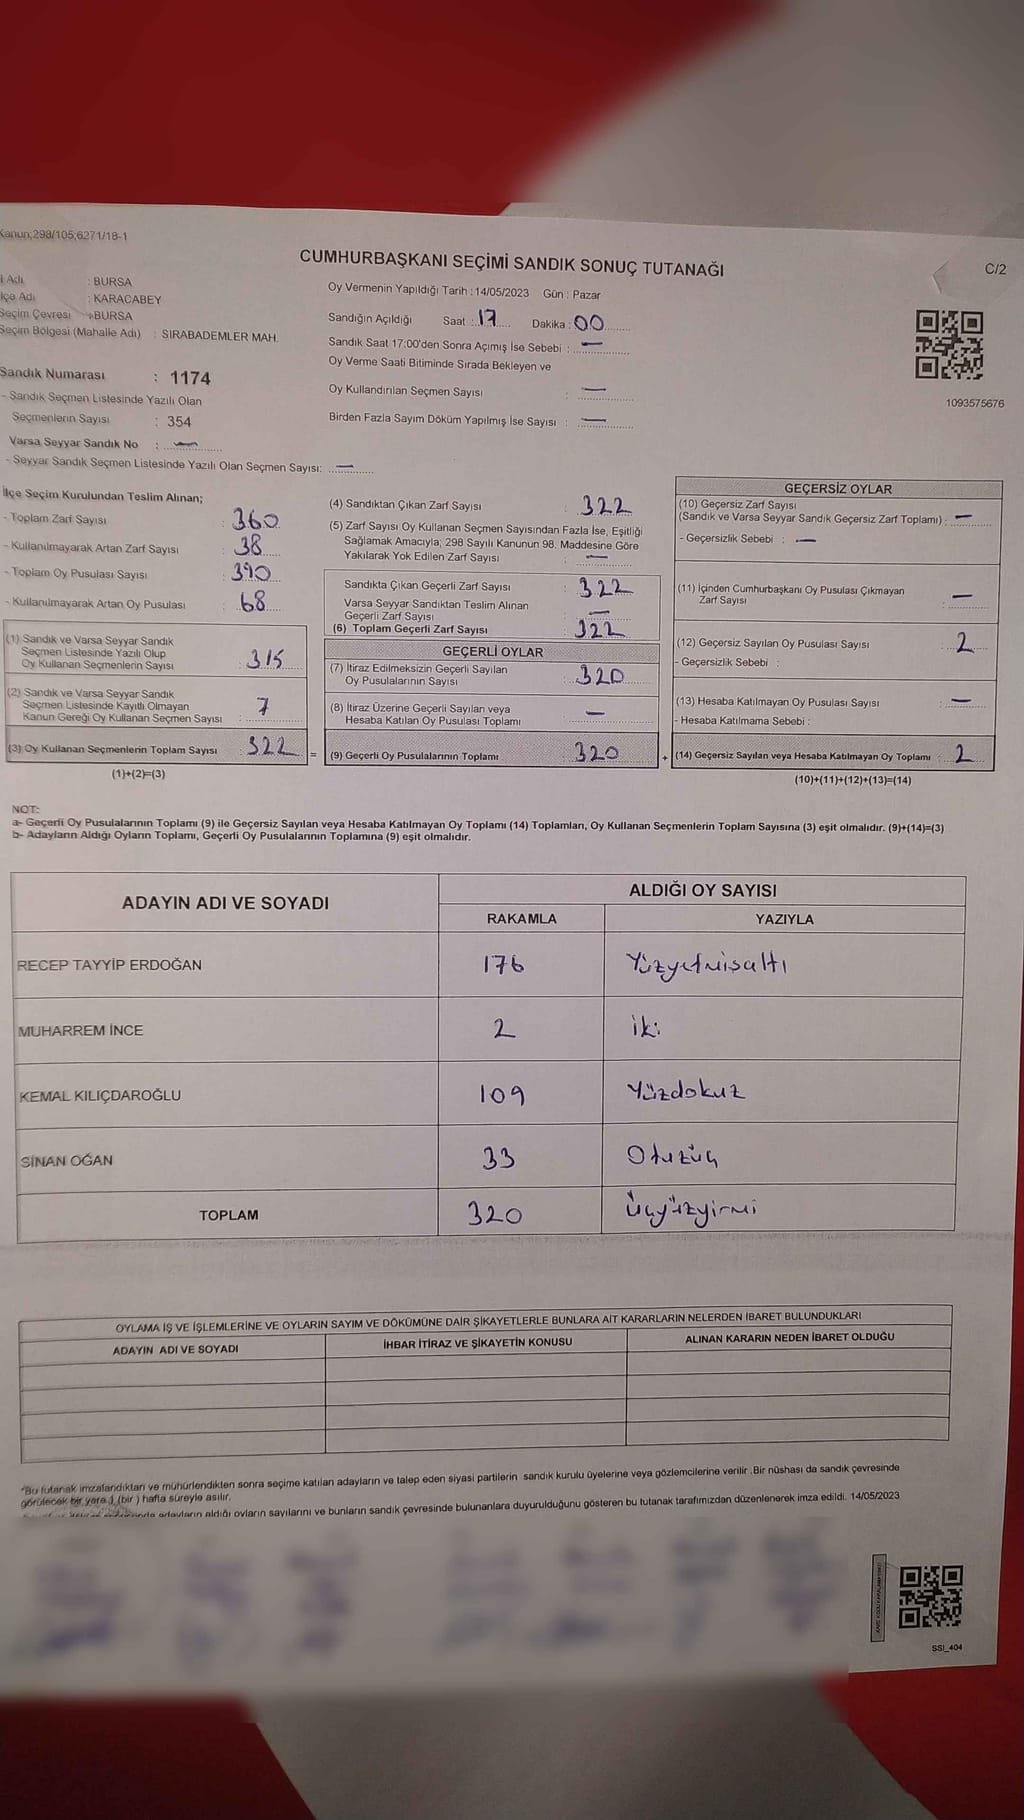 Kanun;298/105;6271/18-1
CUMHURBAŞKANI SEÇİMİ SANDIK SONUÇ TUTANAĞI
C/2
Adı : BURSA
İlçe Adı : KARACABEY
Seçim Çevresi : BURSA
Seçim Bölgesi (Mahalle Adı) : SIRABADEMLER MAH.
Sandık Numarası : 1174
- Sandık Seçmen Listesinde Yazılı Olan
Seçmenlerin Sayısı : 354
Varsa Seyyar Sandık No : —
- Seyyar Sandık Seçmen Listesinde Yazılı Olan Seçmen Sayısı: —
Oy Vermenin Yapıldığı Tarih : 14/05/2023 Gün : Pazar
Sandığın Açıldığı Saat : 17 Dakika : 00
Sandık Saat 17:00'den Sonra Açımış İse Sebebi : —
Oy Verme Saati Bitiminde Sırada Bekleyen ve
Oy Kullandırılan Seçmen Sayısı : —
Birden Fazla Sayım Döküm Yapılmış İse Sayısı : —
1093575676
İlçe Seçim Kurulundan Teslim Alınan;
- Toplam Zarf Sayısı : 360
- Kullanılmayarak Artan Zarf Sayısı : 38
- Toplam Oy Pusulası Sayısı : 390
- Kullanılmayarak Artan Oy Pusulası : 68
(1) Sandık ve Varsa Seyyar Sandık
Seçmen Listesinde Yazılı Olup
Oy Kullanan Seçmenlerin Sayısı : 315
(2) Sandık ve Varsa Seyyar Sandık
Seçmen Listesinde Kayıtlı Olmayan
Kanun Gereği Oy Kullanan Seçmen Sayısı : 7
(3) Oy Kullanan Seçmenlerin Toplam Sayısı : 322 =
(1)+(2)=(3)
(4) Sandıktan Çıkan Zarf Sayısı : 322
(5) Zarf Sayısı Oy Kullanan Seçmen Sayısından Fazla İse, Eşitliği
Sağlamak Amacıyla; 298 Sayılı Kanunun 98. Maddesine Göre
Yakılarak Yok Edilen Zarf Sayısı : —
Sandıkta Çıkan Geçerli Zarf Sayısı : 322
Varsa Seyyar Sandıktan Teslim Alınan
Geçerli Zarf Sayısı : —
(6) Toplam Geçerli Zarf Sayısı : 322
GEÇERLİ OYLAR
(7) İtiraz Edilmeksizin Geçerli Sayılan
Oy Pusulalarının Sayısı : 320
(8) İtiraz Üzerine Geçerli Sayılan veya
Hesaba Katılan Oy Pusulası Toplamı : —
(9) Geçerli Oy Pusulalarının Toplamı : 320 +
GEÇERSİZ OYLAR
(10) Geçersiz Zarf Sayısı
(Sandık ve Varsa Seyyar Sandık Geçersiz Zarf Toplamı) : —
- Geçersizlik Sebebi : —
(11) İçinden Cumhurbaşkanı Oy Pusulası Çıkmayan
Zarf Sayısı : —
(12) Geçersiz Sayılan Oy Pusulası Sayısı : 2
- Geçersizlik Sebebi :
(13) Hesaba Katılmayan Oy Pusulası Sayısı : —
- Hesaba Katılmama Sebebi :
(14) Geçersiz Sayılan veya Hesaba Katılmayan Oy Toplamı : 2
(10)+(11)+(12)+(13)=(14)
NOT:
a- Geçerli Oy Pusulalarının Toplamı (9) ile Geçersiz Sayılan veya Hesaba Katılmayan Oy Toplamı (14) Toplamları, Oy Kullanan Seçmenlerin Toplam Sayısına (3) eşit olmalıdır. (9)+(14)=(3)
b- Adayların Aldığı Oyların Toplamı, Geçerli Oy Pusulalarının Toplamına (9) eşit olmalıdır.
ADAYIN ADI VE SOYADI ALDIĞI OY SAYISI
RAKAMLA YAZIYLA
RECEP TAYYİP ERDOĞAN 176 Yüzyetmişaltı
MUHARREM İNCE 2 iki
KEMAL KILIÇDAROĞLU 109 Yüzdokuz
SİNAN OĞAN 33 Otuzüç
TOPLAM 320 Üçyüzyirmi
OYLAMA İŞ VE İŞLEMLERİNE VE OYLARIN SAYIM VE DÖKÜMÜNE DAİR ŞİKAYETLERLE BUNLARA AİT KARARLARIN NELERDEN İBARET BULUNDUKLARI
ADAYIN ADI VE SOYADI İHBAR İTİRAZ VE ŞİKAYETİN KONUSU ALINAN KARARIN NEDEN İBARET OLDUĞU
*Bu tutanak imzalandıktan ve mühürlendikten sonra seçime katılan adayların ve talep eden siyasi partilerin sandık kurulu üyelerine veya gözlemcilerine verilir .Bir nüshası da sandık çevresinde
görülecek bir yere 1 (bir ) hafta süreyle asılır.
adayların aldığı oyların sayılarını ve bunların sandık çevresinde bulunanlara duyurulduğunu gösteren bu tutanak tarafımızdan düzenlenerek imza edildi. 14/05/2023
SSI_404